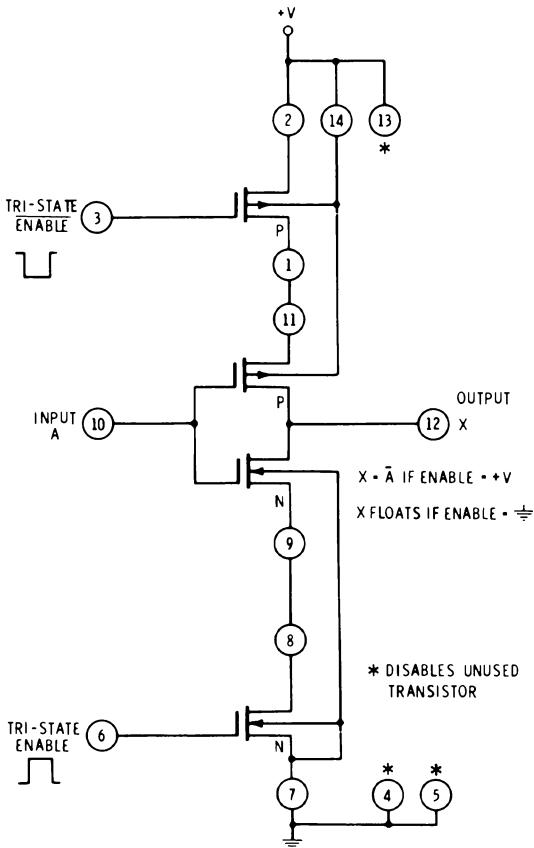 +V
2 14 13
*
TRI-STATE
ENABLE
3
P
1
11
P
INPUT
A
10
OUTPUT
X
12
X = Ā IF ENABLE = +V
X FLOATS IF ENABLE = ⏚
N
9
8
* DISABLES UNUSED
TRANSISTOR
TRI-STATE
ENABLE
6
N
7
* *
4 5